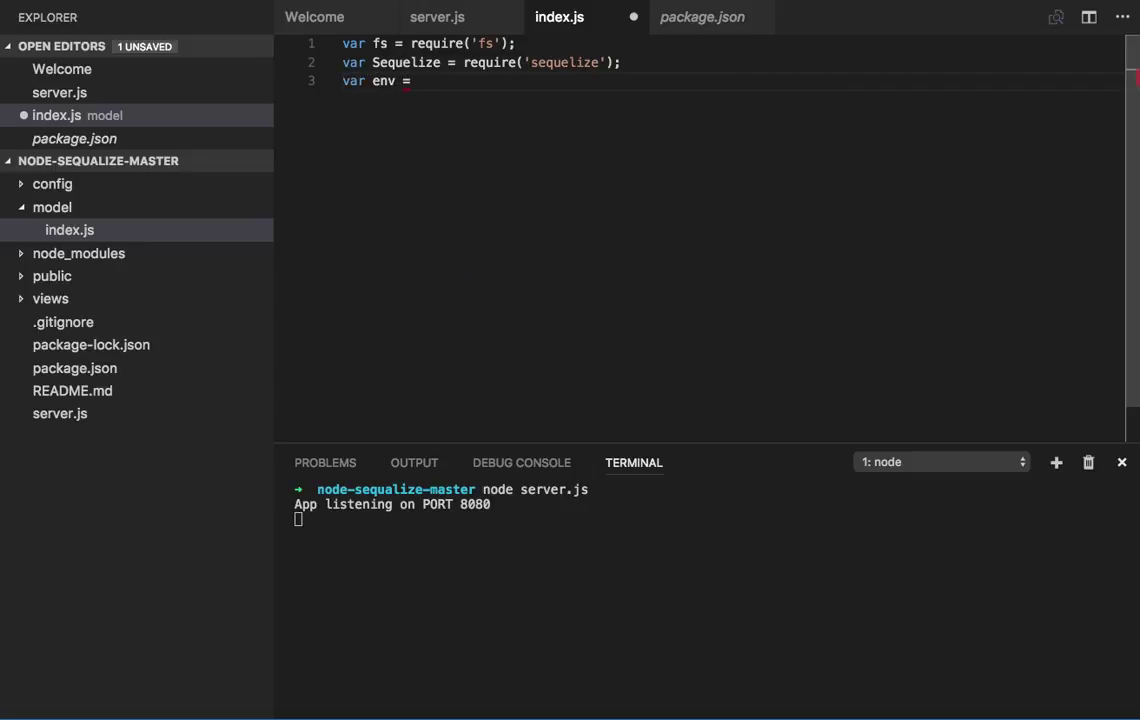 EXPLORER
Welcome
server.js
index.js
package.json
OPEN EDITORS 1 UNSAVED
Welcome
server.js
index.js model
package.json
NODE-SEQUALIZE-MASTER
config
model
index.js
node_modules
public
views
.gitignore
package-lock.json
package.json
README.md
server.js
1 var fs = require('fs');
2 var Sequelize = require('sequelize');
3 var env =
PROBLEMS OUTPUT DEBUG CONSOLE TERMINAL 1: node
➜ node-sequalize-master node server.js
App listening on PORT 8080